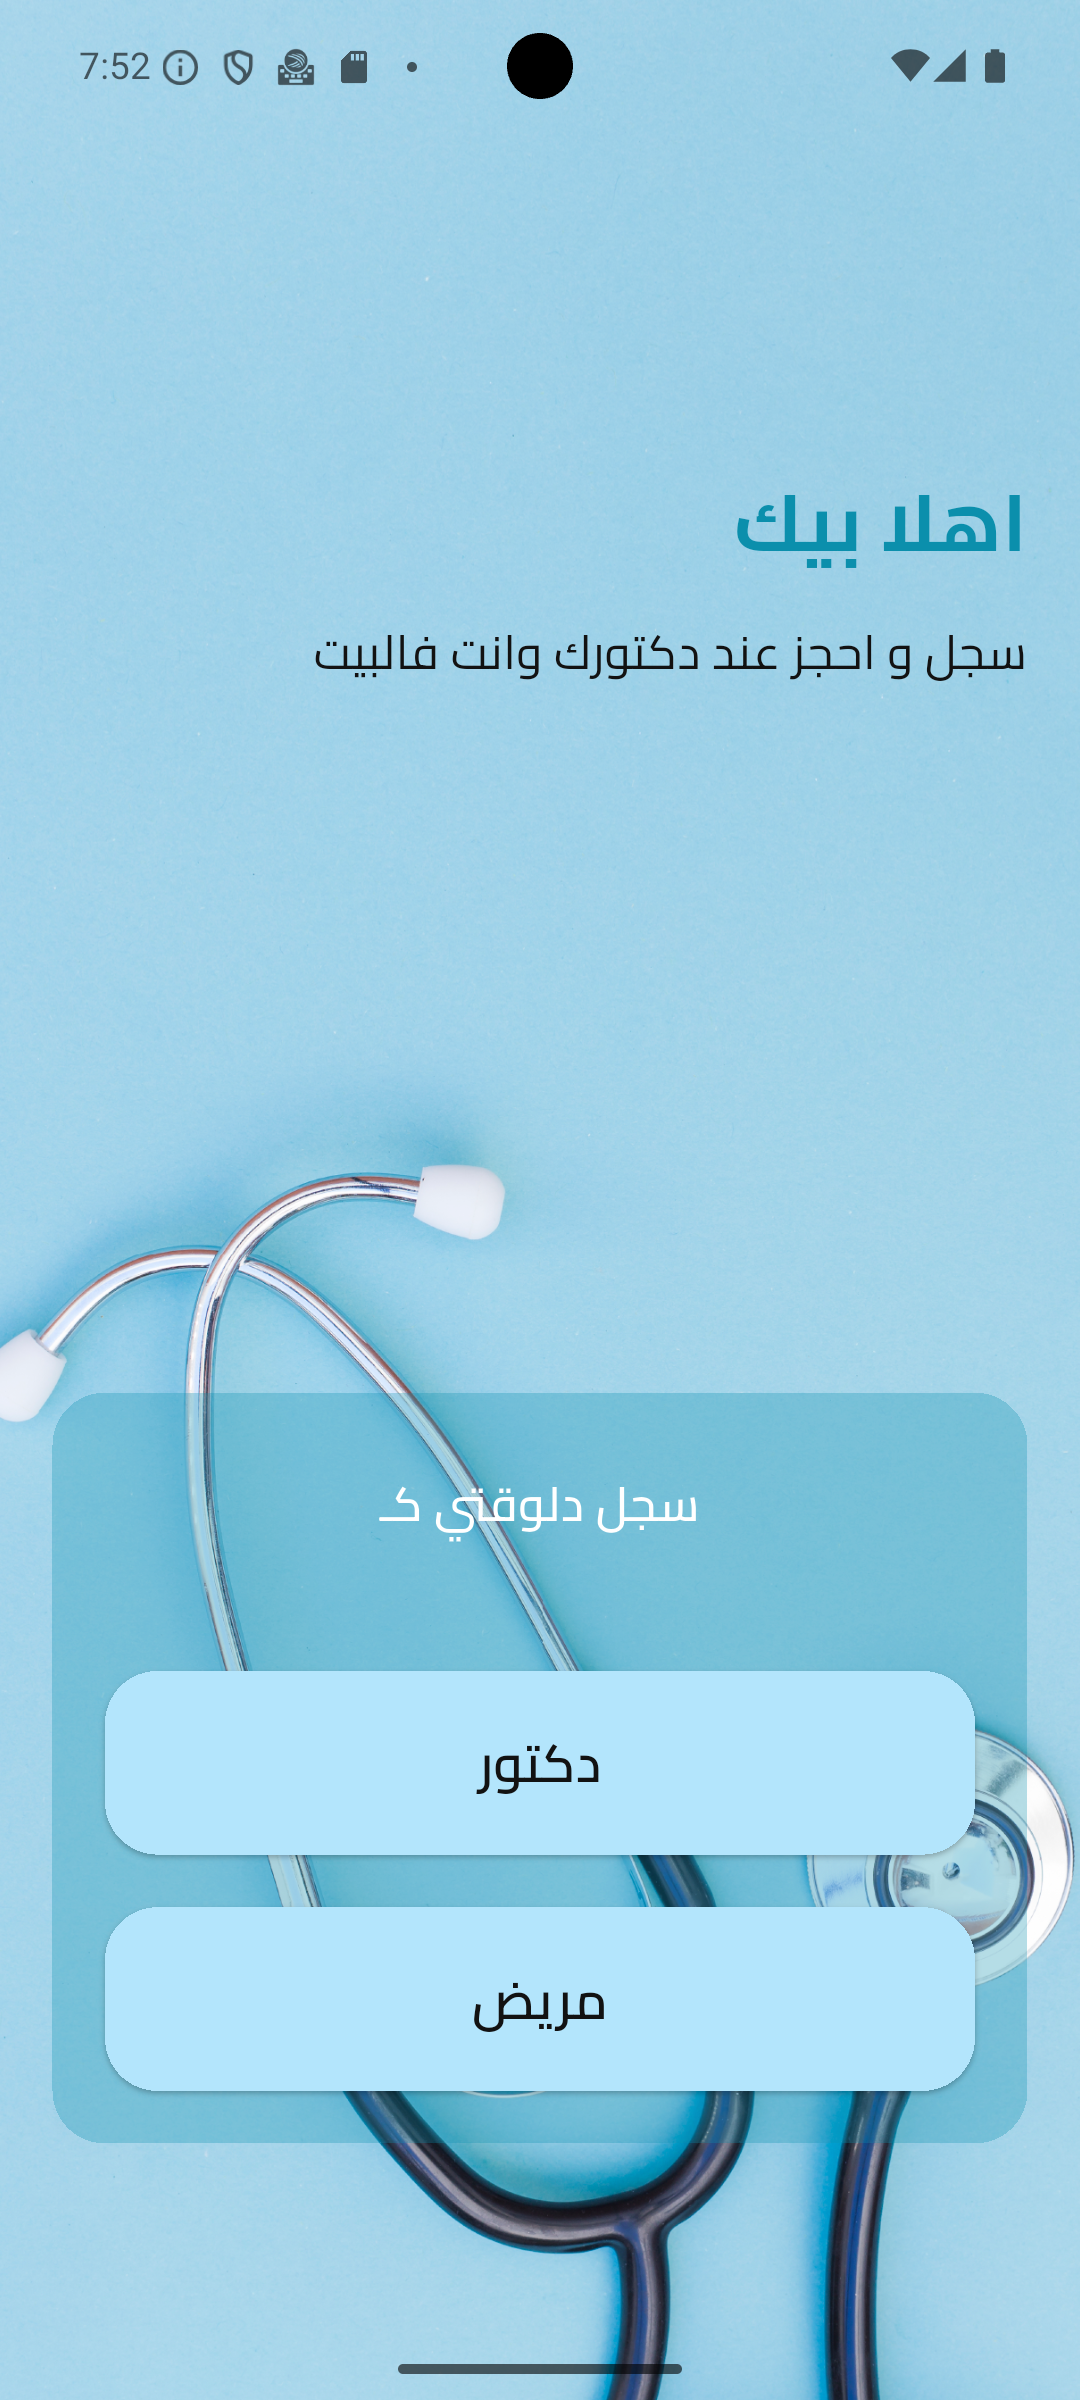 7:52
اهلا بيك
سجل و احجز عند دكتورك وانت فالبيت
سجل دلوقتي كـ
دكتور
مريض